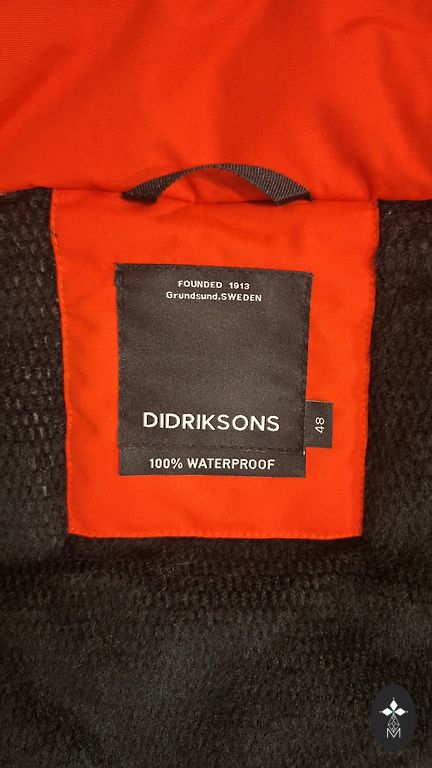 FOUNDED 1913
Grundsund,SWEDEN
DIDRIKSONS
48
100% WATERPROOF
M